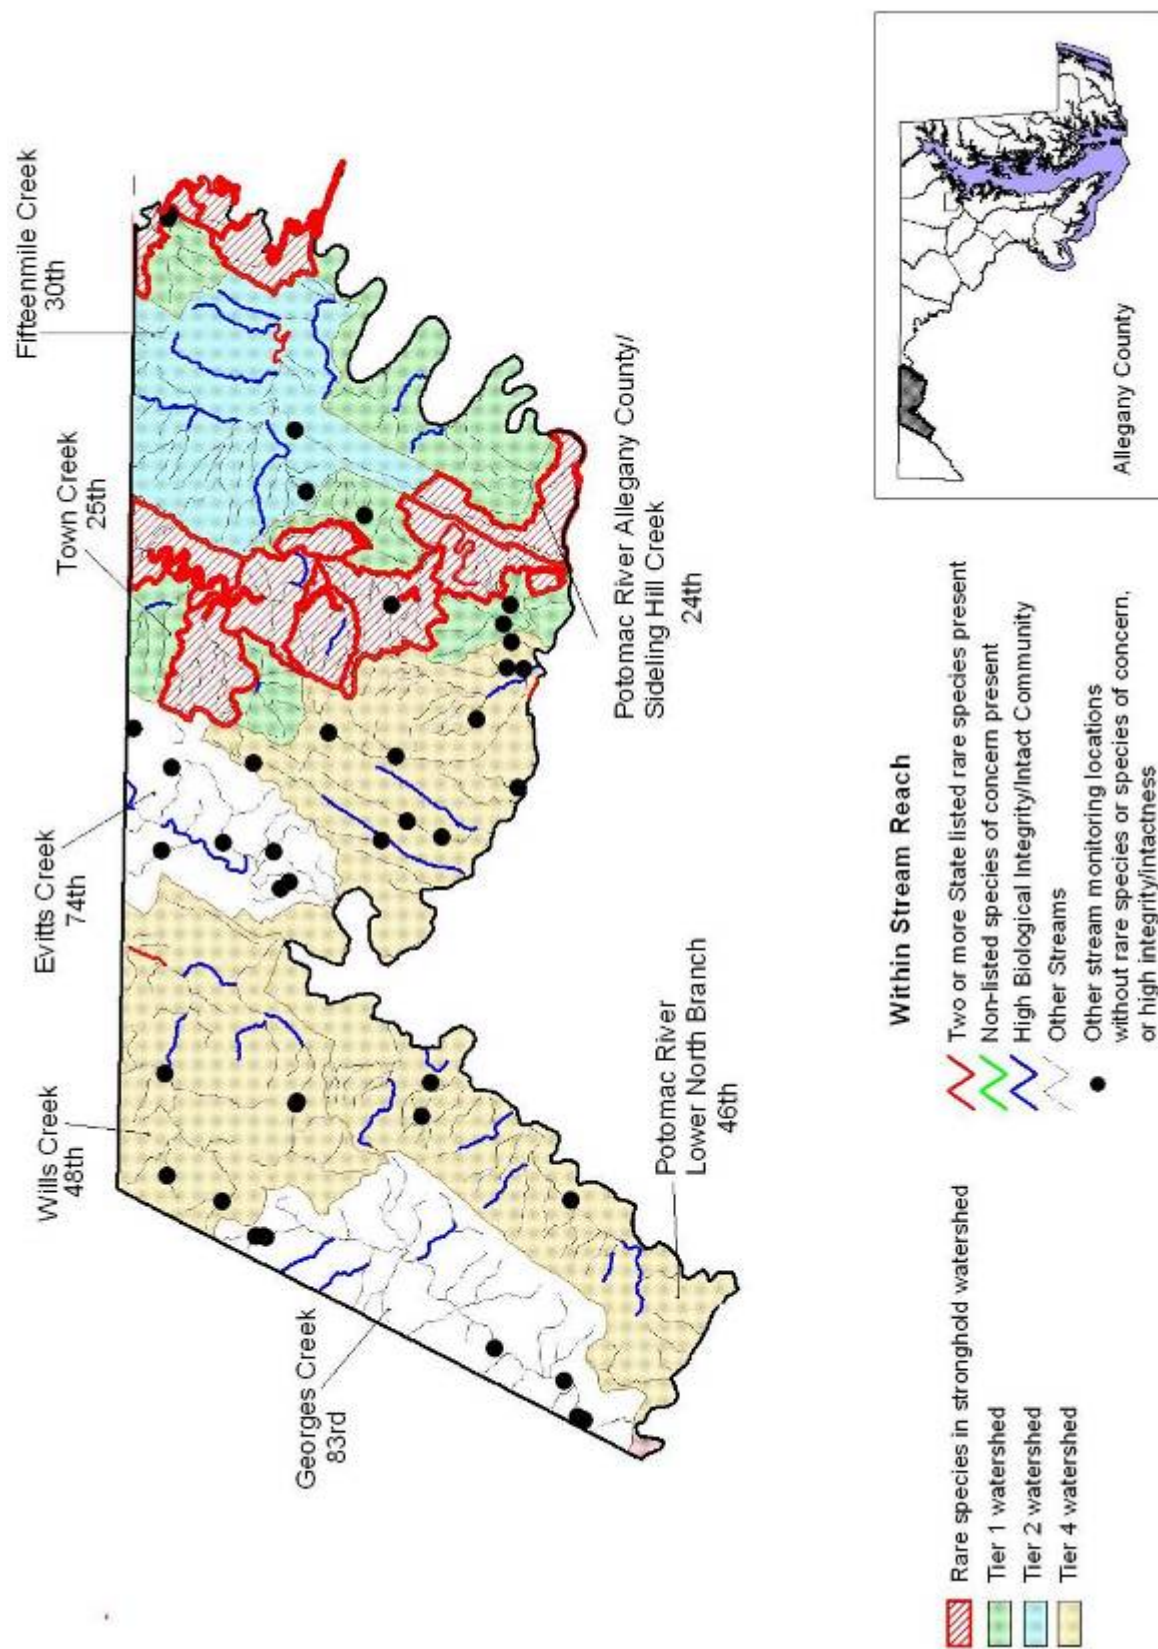 Georges Creek
83rd
Wills Creek
48th
Evitts Creek
74th
Town Creek
25th
Fifteenmile Creek
30th
Potomac River
Lower North Branch
46th
Potomac River Allegany County/
Sideling Hill Creek
24th
Rare species in stronghold watershed
Tier 1 watershed
Tier 2 watershed
Tier 4 watershed
Within Stream Reach
Two or more State listed rare species present
Non-listed species of concern present
High Biological Integrity/Intact Community
Other Streams
Other stream monitoring locations
without rare species or species of concern,
or high integrity/intactness
Allegany County